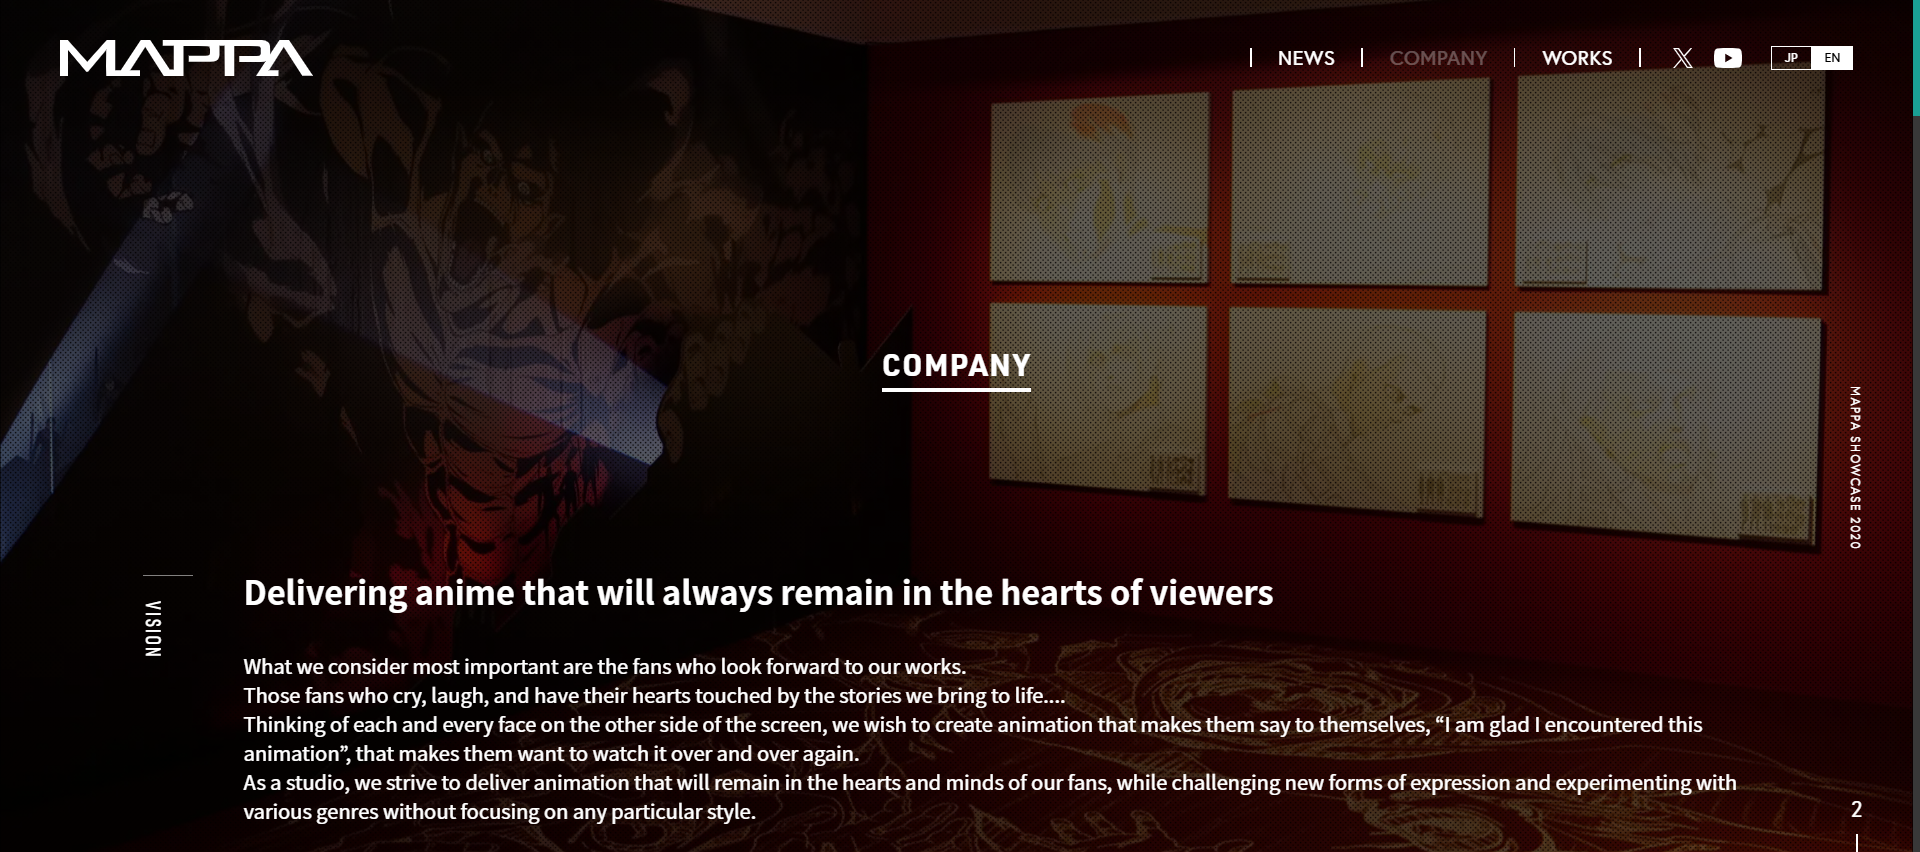 MAPPA
NEWS
COMPANY
WORKS
JP
EN
COMPANY
MAPPA SHOWCASE 2020
VISION
Delivering anime that will always remain in the hearts of viewers
What we consider most important are the fans who look forward to our works.
Those fans who cry, laugh, and have their hearts touched by the stories we bring to life....
Thinking of each and every face on the other side of the screen, we wish to create animation that makes them say to themselves, “I am glad I encountered this
animation”, that makes them want to watch it over and over again.
As a studio, we strive to deliver animation that will remain in the hearts and minds of our fans, while challenging new forms of expression and experimenting with
various genres without focusing on any particular style.
2